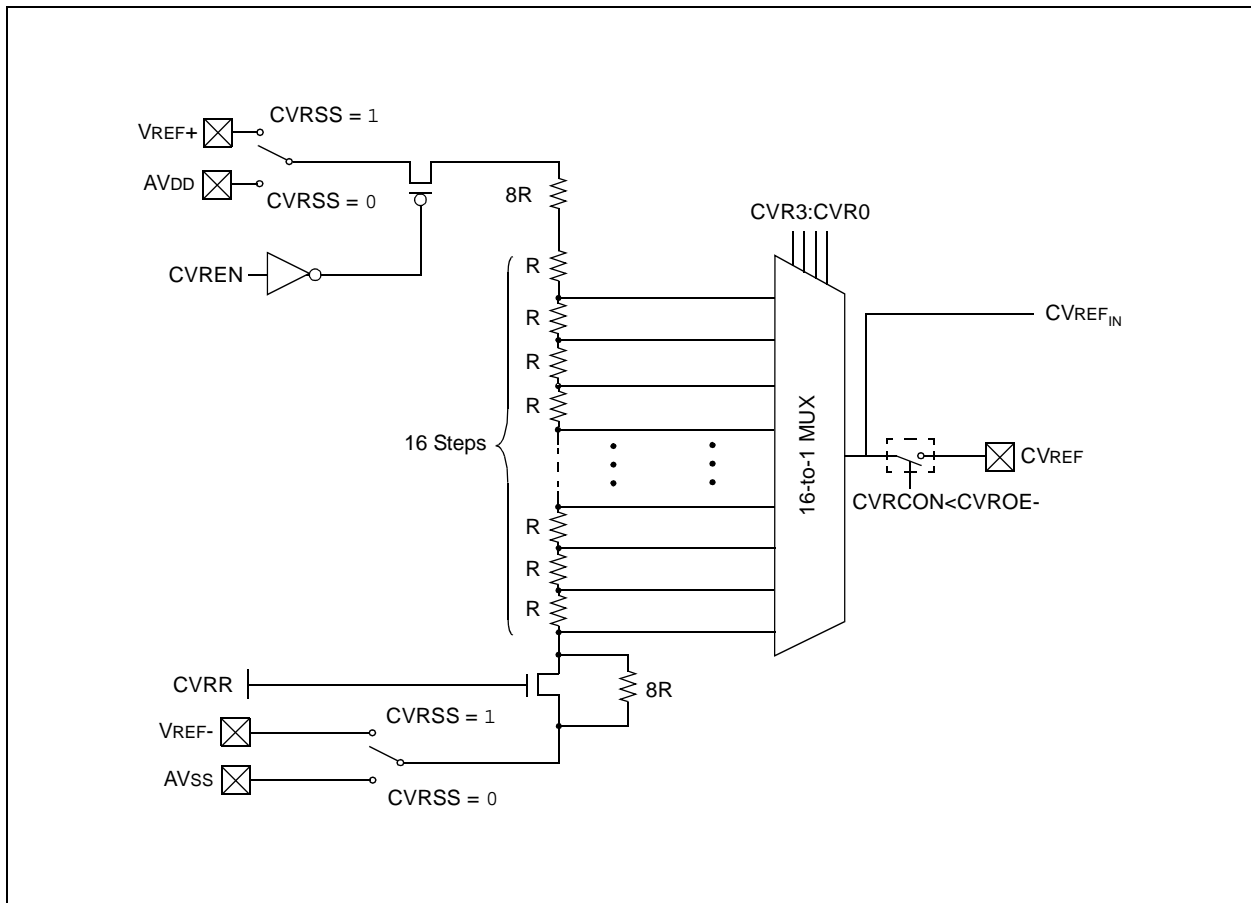 CVRSS = 1
VREF+
AVDD
CVRSS = 0
8R
CVREN
CVR3:CVR0
R
R
R
R
16 Steps
R
R
R
16-to-1 MUX
CVREFIN
CVREF
CVRCON<CVROE-
CVRR
8R
CVRSS = 1
VREF-
AVSS
CVRSS = 0